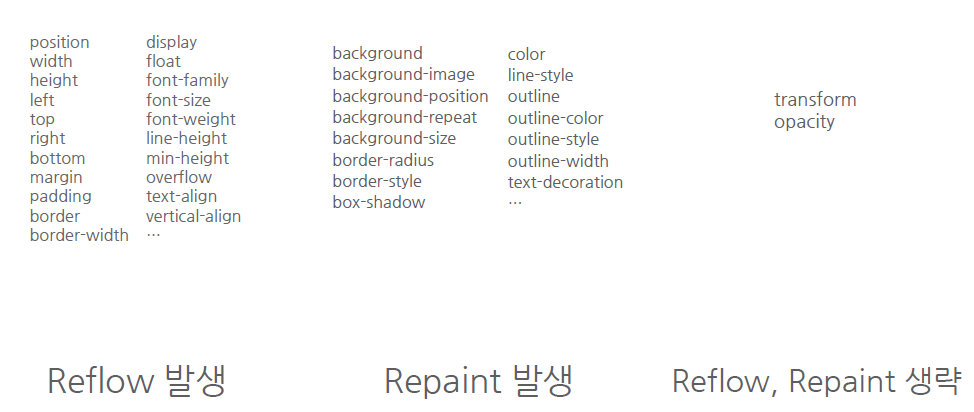 position
width
height
left
top
right
bottom
margin
padding
border
border-width
display
float
font-family
font-size
font-weight
line-height
min-height
overflow
text-align
vertical-align
...
background
background-image
background-position
background-repeat
background-size
border-radius
border-style
box-shadow
color
line-style
outline
outline-color
outline-style
outline-width
text-decoration
...
transform
opacity
Reflow 발생
Repaint 발생
Reflow, Repaint 생략